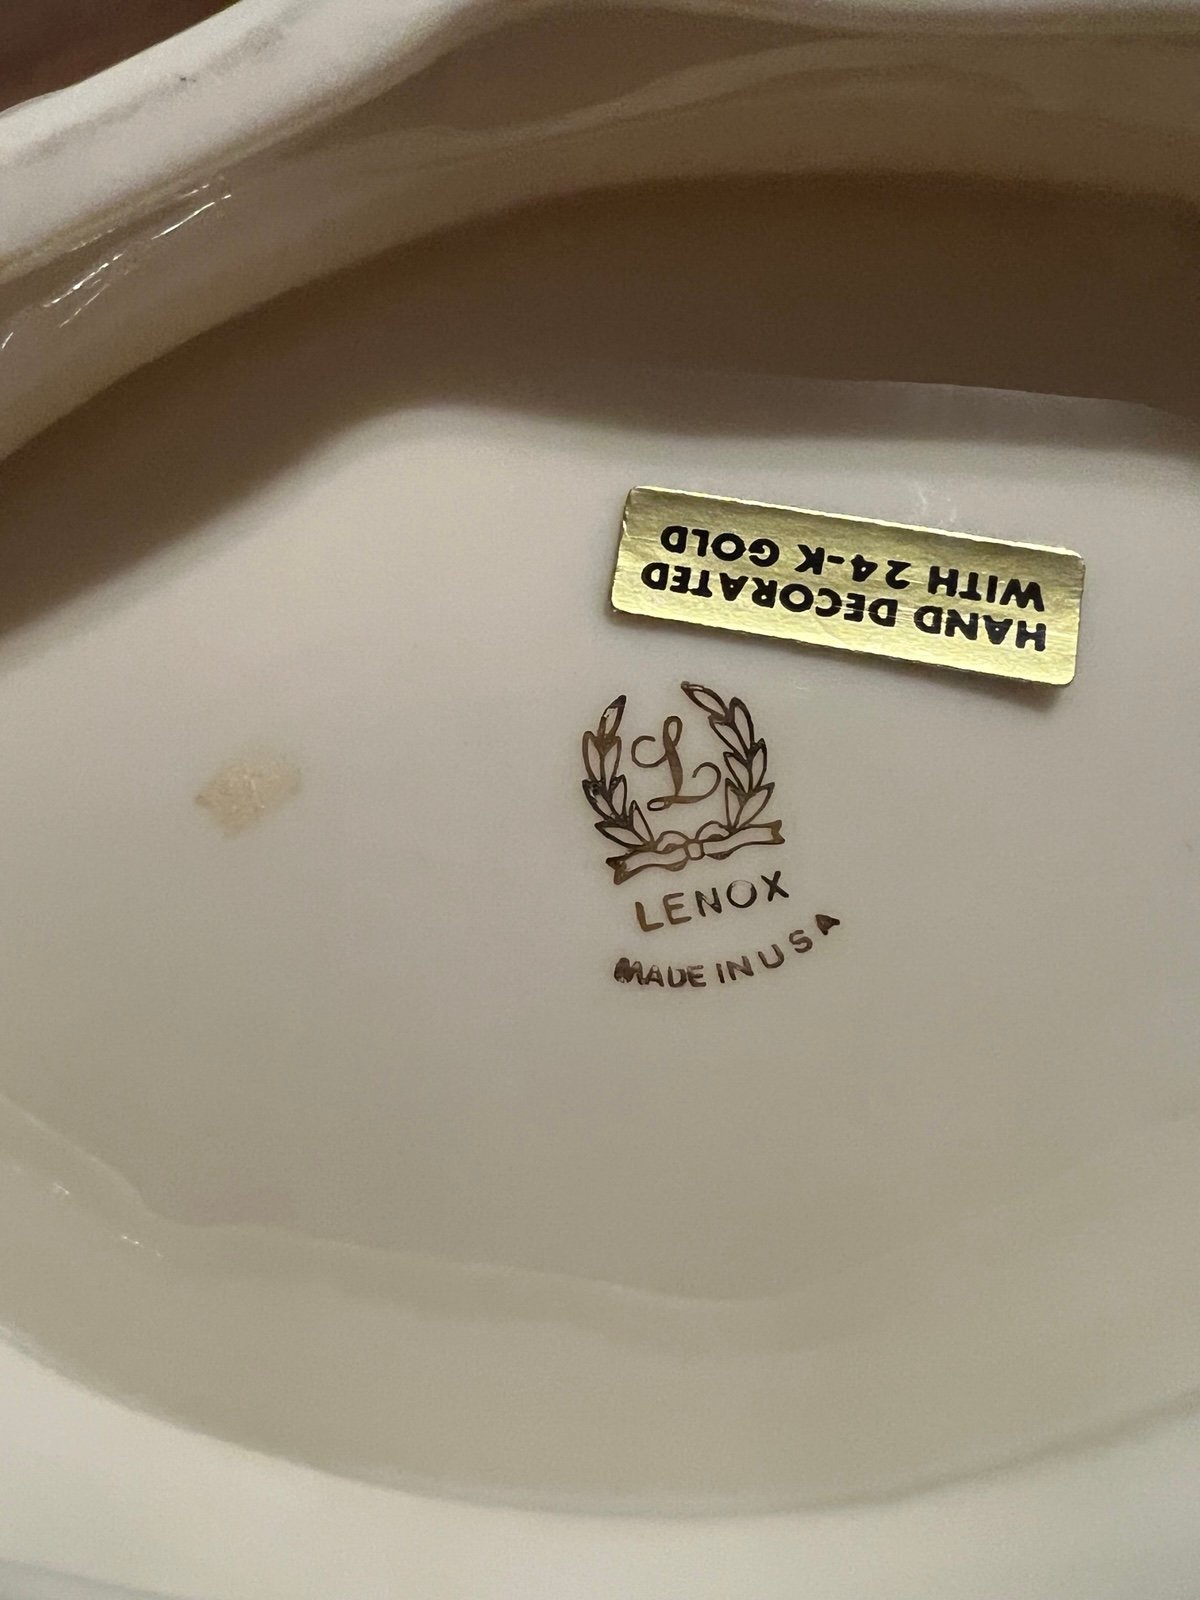 HAND DECORATED
WITH 24-K GOLD
L
LENOX
MADE IN USA